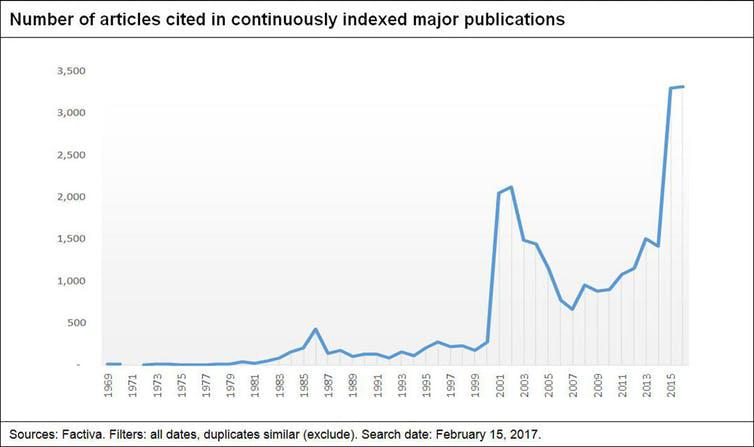 Number of articles cited in continuously indexed major publications
3,500
3,000
2,500
2,000
1,500
1,000
500
-
1969 1971 1973 1975 1977 1979 1981 1983 1985 1987 1989 1991 1993 1995 1997 1999 2001 2003 2005 2007 2009 2011 2013 2015
Sources: Factiva. Filters: all dates, duplicates similar (exclude). Search date: February 15, 2017.